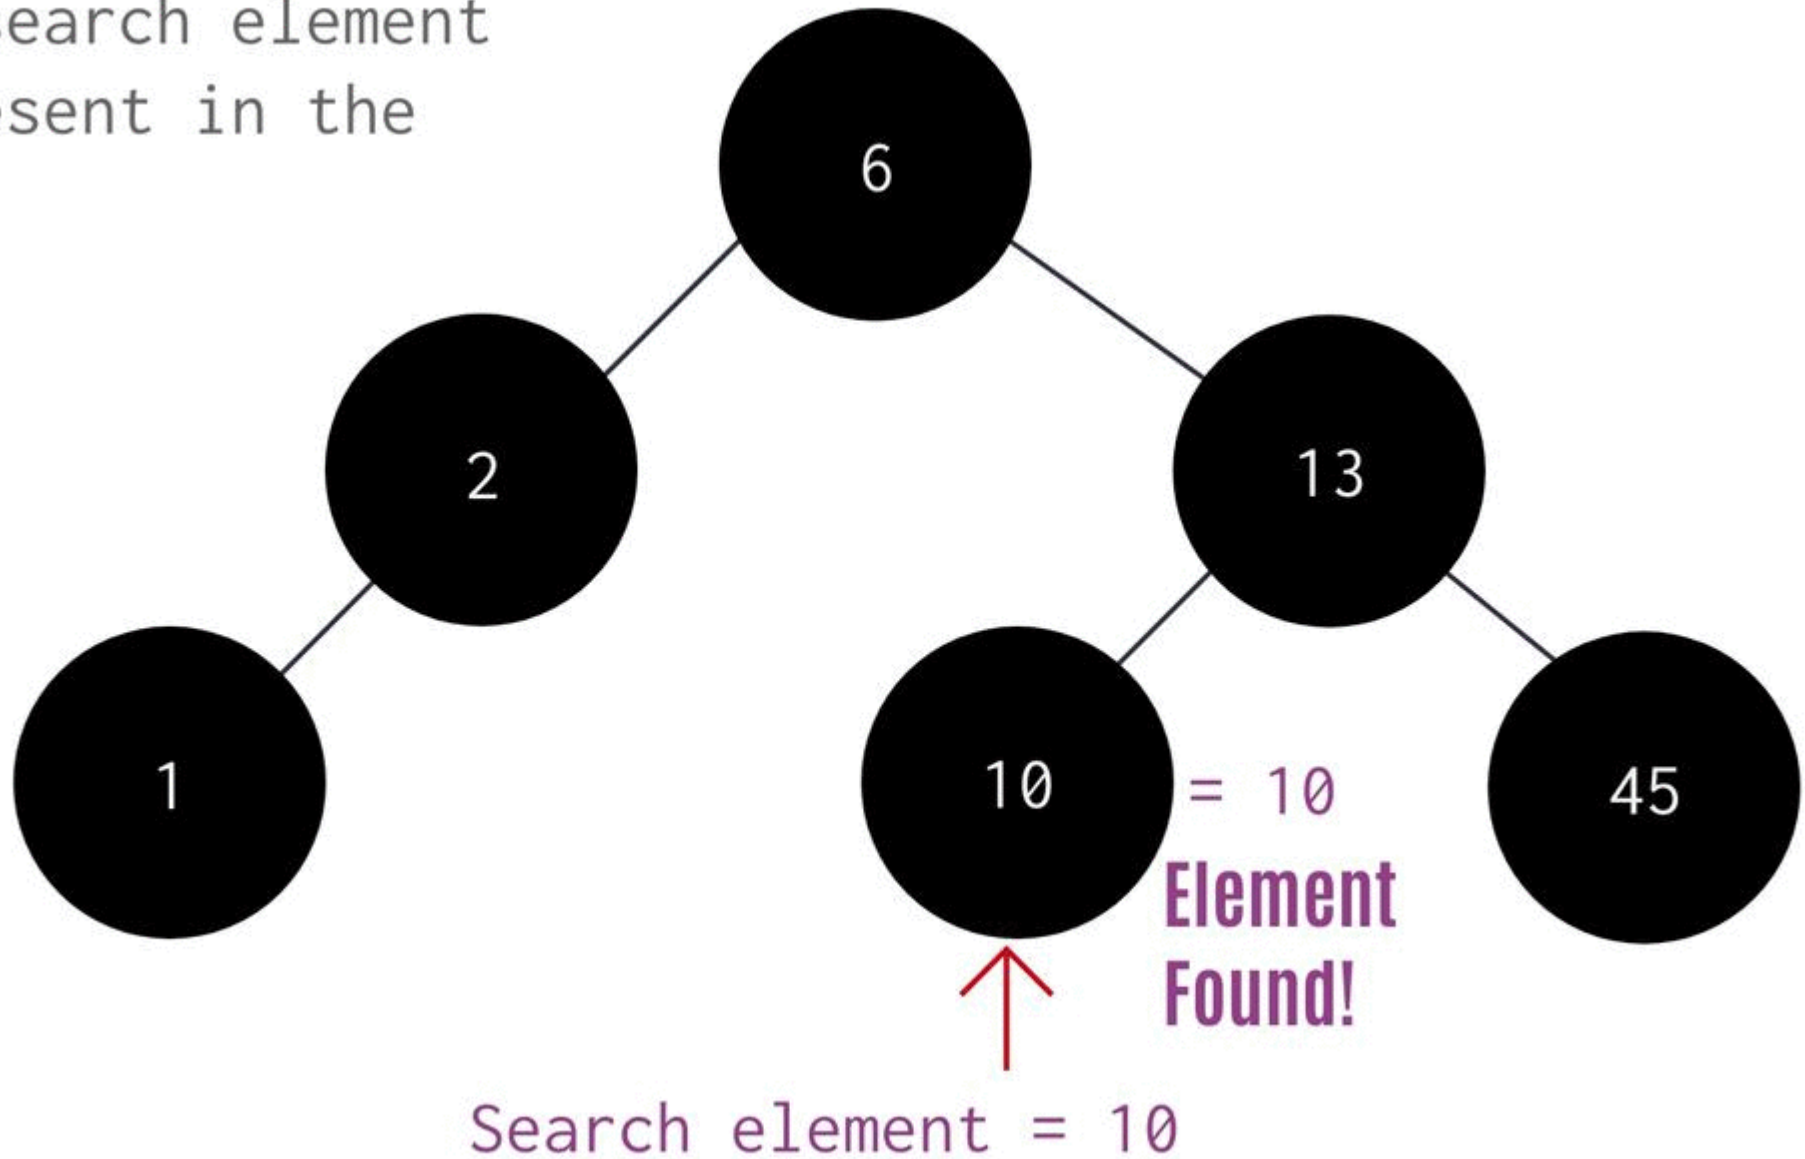 earch element
sent in the
6
2
13
1
10
= 10
45
Element
Found!
Search element = 10